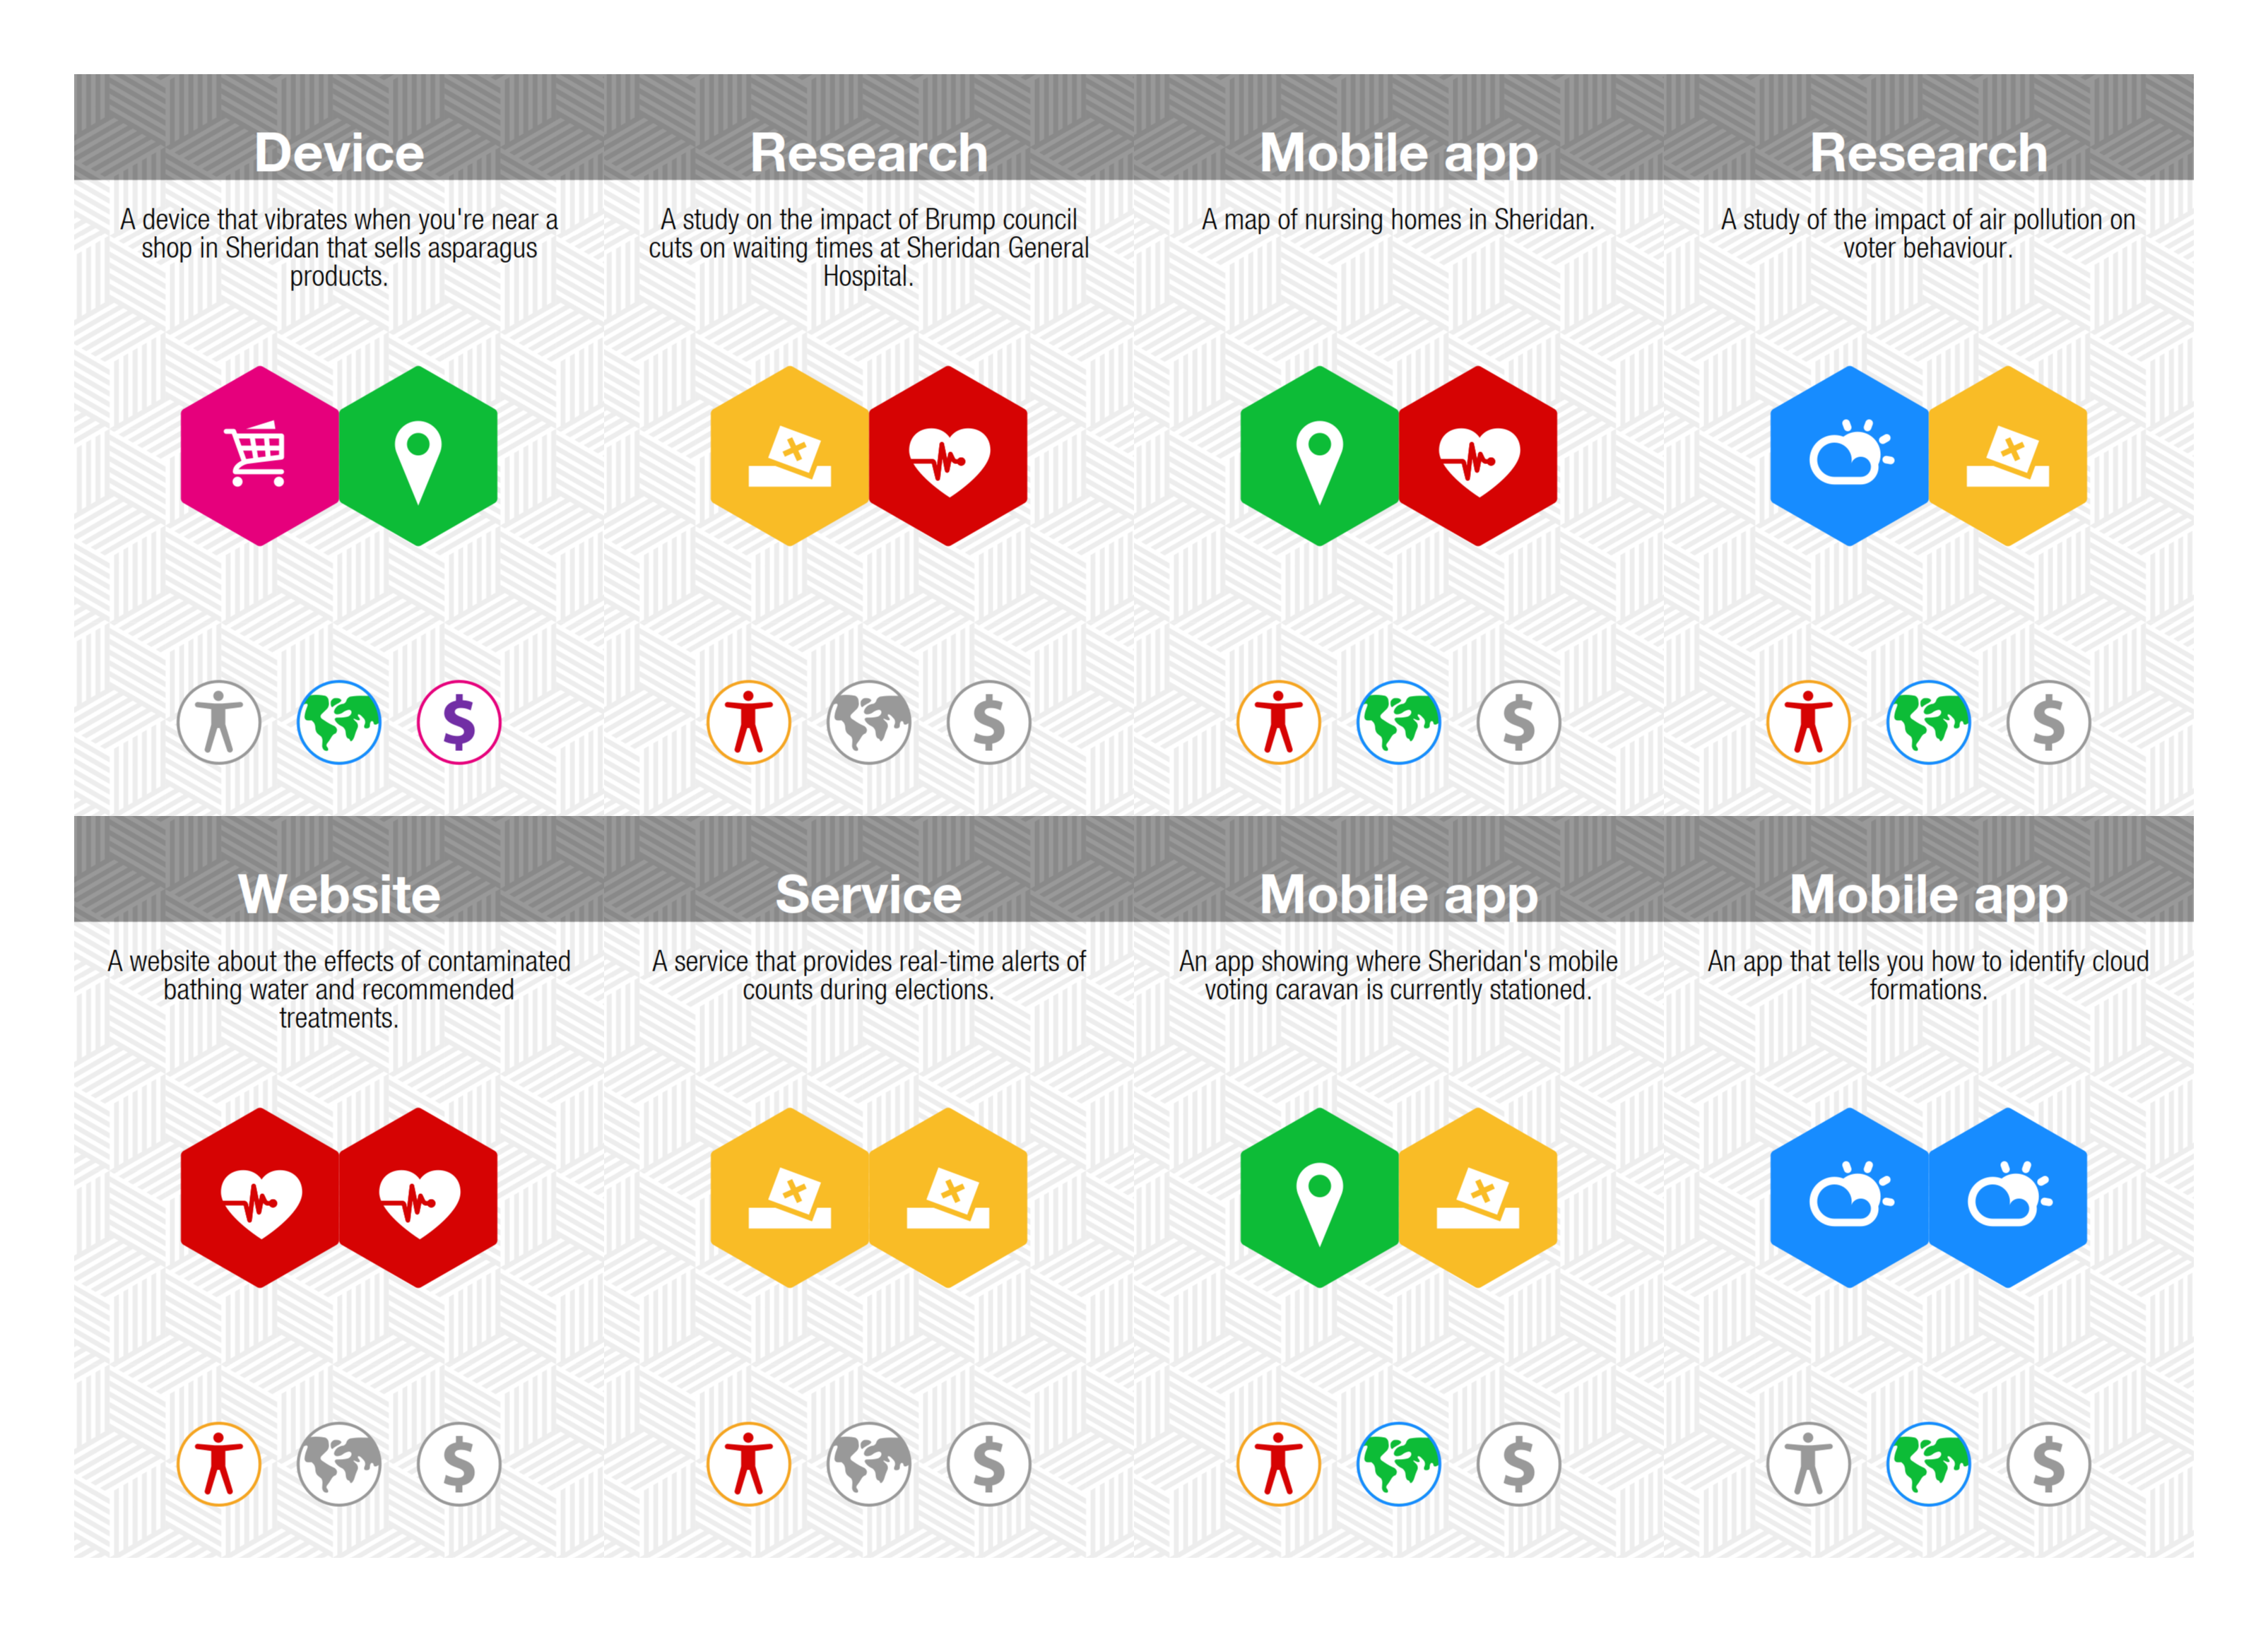 Device
A device that vibrates when you're near a
shop in Sheridan that sells asparagus
products.
$
Research
A study on the impact of Brump council
cuts on waiting times at Sheridan General
Hospital.
$
Mobile app
A map of nursing homes in Sheridan.
$
Research
A study of the impact of air pollution on
voter behaviour.
$
Website
A website about the effects of contaminated
bathing water and recommended
treatments.
$
Service
A service that provides real-time alerts of
counts during elections.
$
Mobile app
An app showing where Sheridan's mobile
voting caravan is currently stationed.
$
Mobile app
An app that tells you how to identify cloud
formations.
$